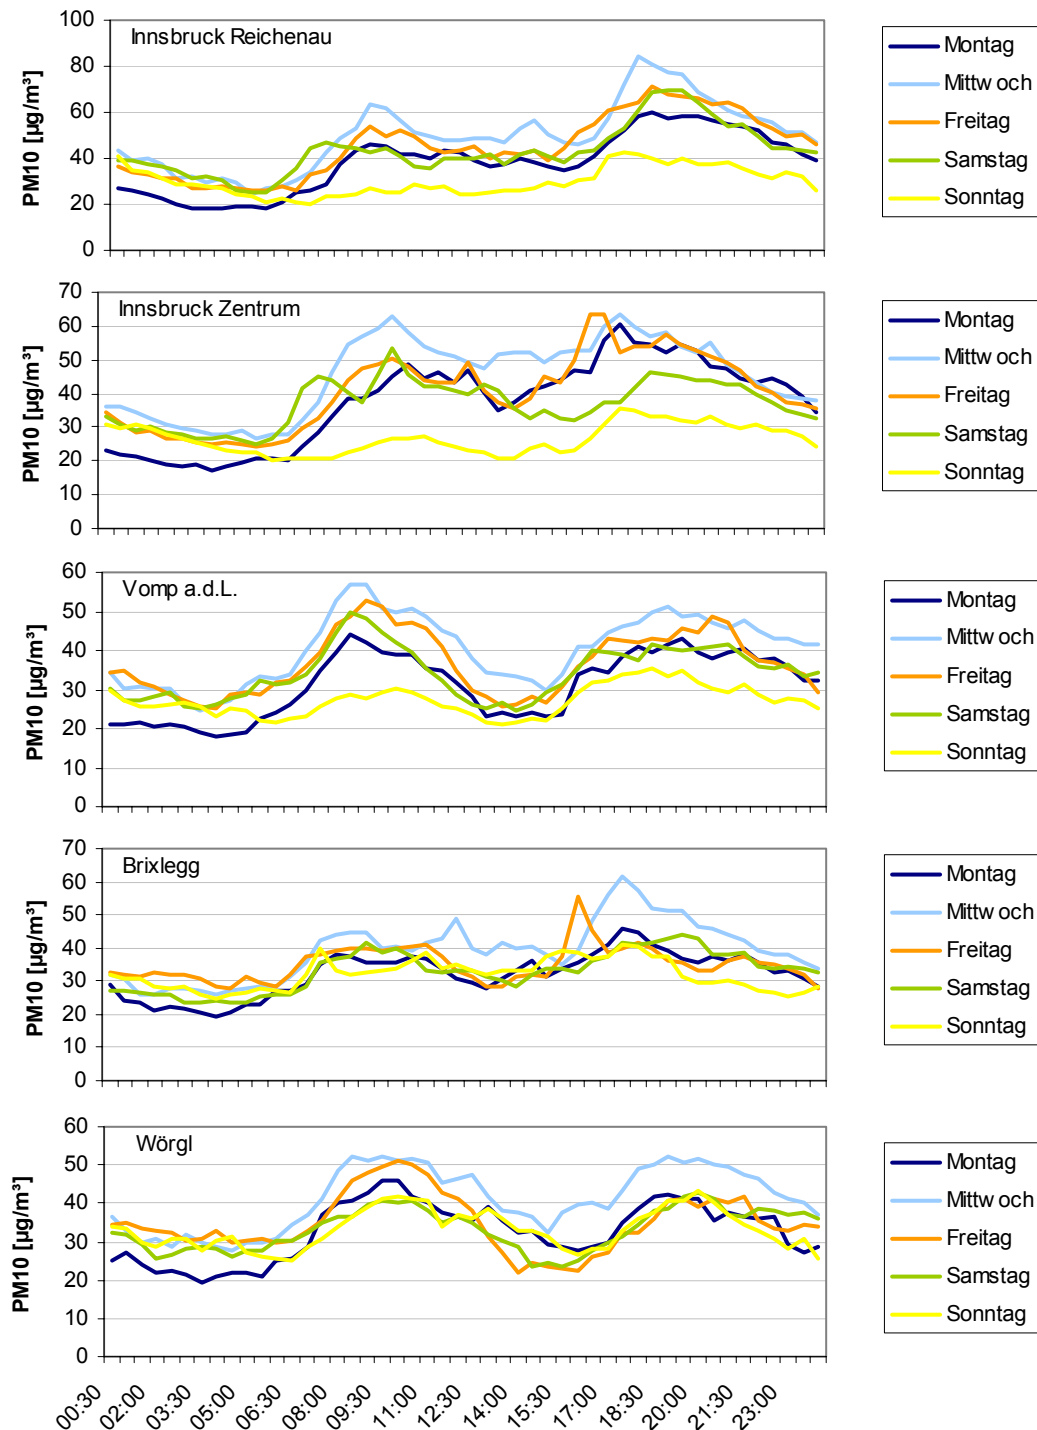 Innsbruck Reichenau
PM10 [µg/m³]
100
80
60
40
20
0
Montag
Mittw och
Freitag
Samstag
Sonntag
Innsbruck Zentrum
PM10 [µg/m³]
70
60
50
40
30
20
10
0
Montag
Mittw och
Freitag
Samstag
Sonntag
Vomp a.d.L.
PM10 [µg/m³]
60
50
40
30
20
10
0
Montag
Mittw och
Freitag
Samstag
Sonntag
Brixlegg
PM10 [µg/m³]
70
60
50
40
30
20
10
0
Montag
Mittw och
Freitag
Samstag
Sonntag
Wörgl
PM10 [µg/m³]
60
50
40
30
20
10
0
Montag
Mittw och
Freitag
Samstag
Sonntag
00:30
02:00
03:30
05:00
06:30
08:00
09:30
11:00
12:30
14:00
15:30
17:00
18:30
20:00
21:30
23:00